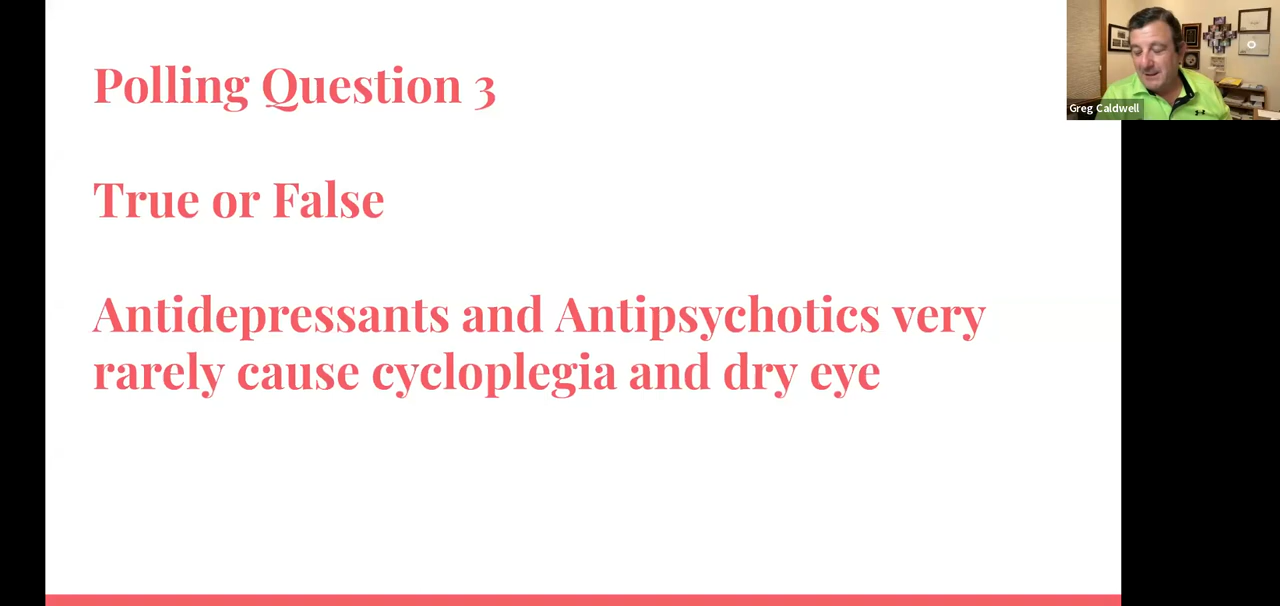 Polling Question 3
Greg Caldwell
True or False
Antidepressants and Antipsychotics very
rarely cause cycloplegia and dry eye